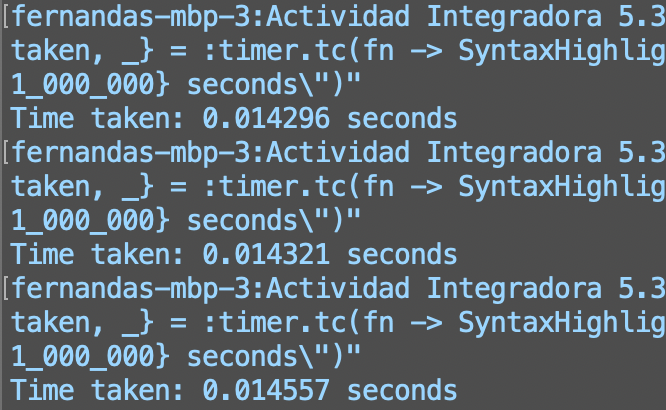 [fernandas-mbp-3:Actividad Integradora 5.3
taken, _} = :timer.tc(fn -> SyntaxHighlig
1_000_000} seconds\")"
Time taken: 0.014296 seconds
[fernandas-mbp-3:Actividad Integradora 5.3
taken, _} = :timer.tc(fn -> SyntaxHighlig
1_000_000} seconds\")"
Time taken: 0.014321 seconds
[fernandas-mbp-3:Actividad Integradora 5.3
taken, _} = :timer.tc(fn -> SyntaxHighlig
1_000_000} seconds\")"
Time taken: 0.014557 seconds